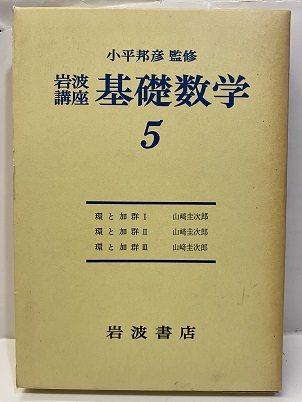 小平邦彦 監修
岩波講座 基礎数学
5
環と加群 I 山崎圭次郎
環と加群 II 山崎圭次郎
環と加群 III 山崎圭次郎
岩波書店